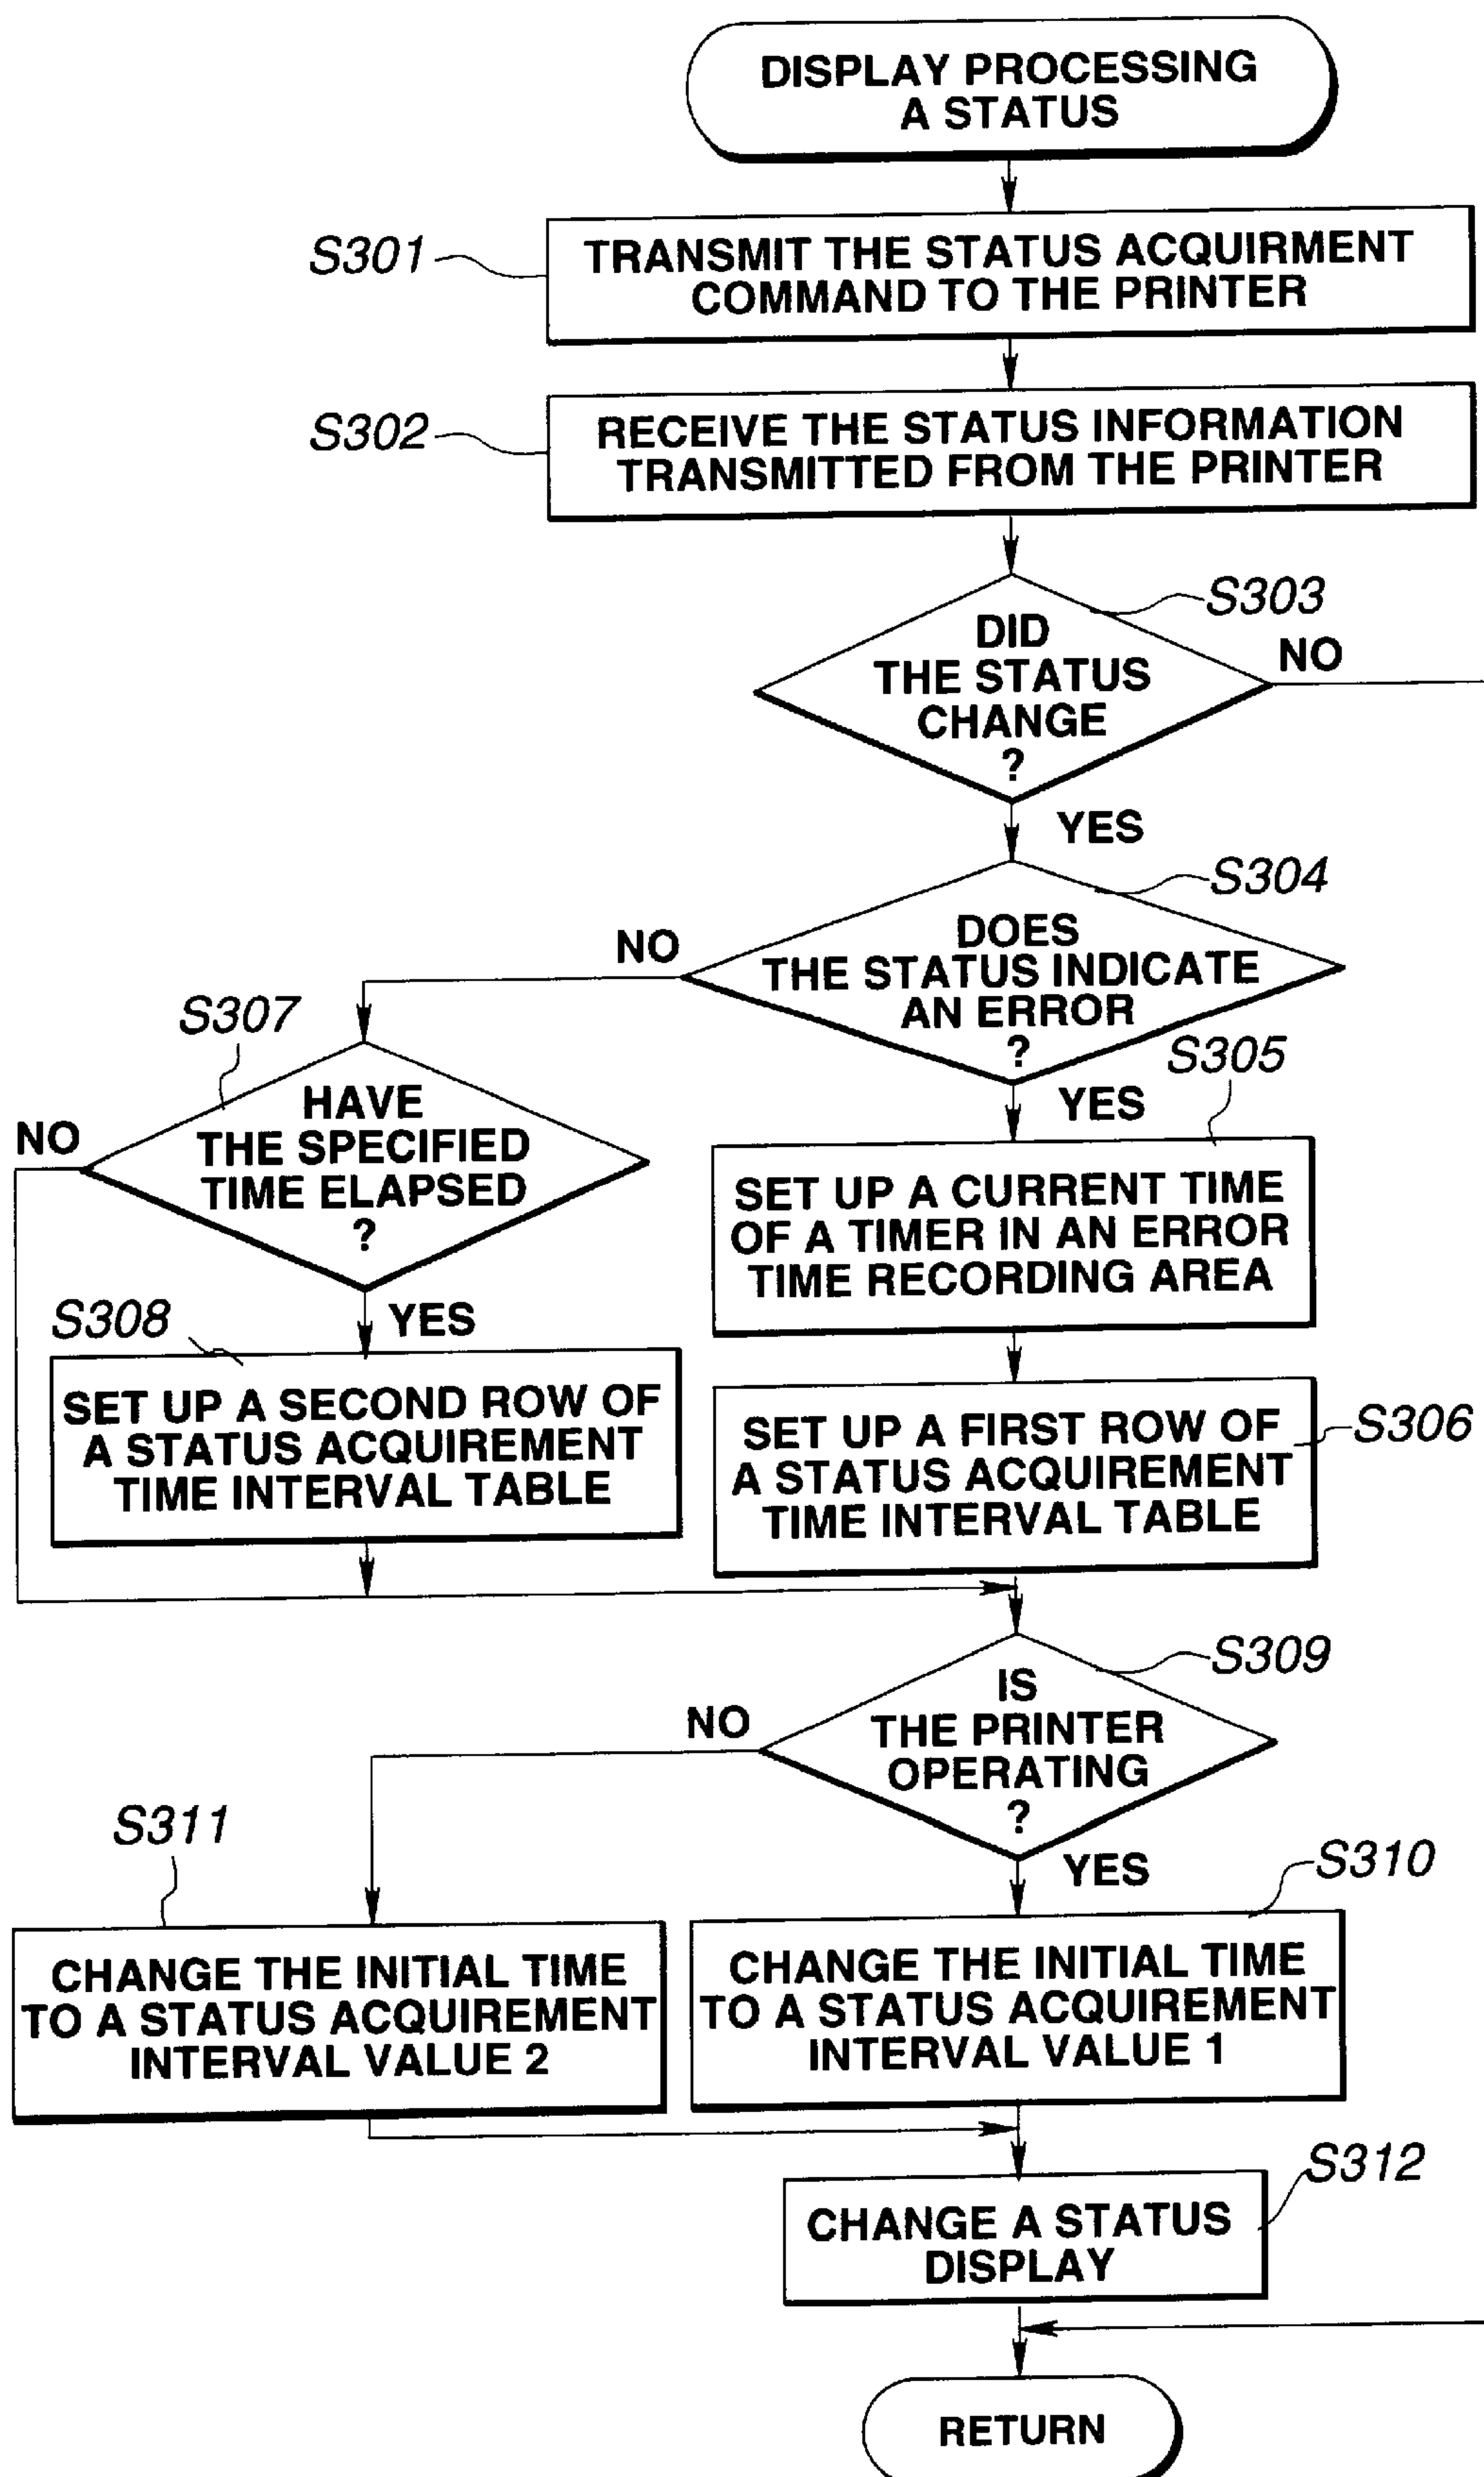 DISPLAY PROCESSING
A STATUS
S301
TRANSMIT THE STATUS ACQUIRMENT
COMMAND TO THE PRINTER
S302
RECEIVE THE STATUS INFORMATION
TRANSMITTED FROM THE PRINTER
S303
DID
THE STATUS
CHANGE
?
NO
YES
S304
DOES
THE STATUS INDICATE
AN ERROR
?
NO
YES
S307
HAVE
THE SPECIFIED
TIME ELAPSED
?
NO
YES
S305
SET UP A CURRENT TIME
OF A TIMER IN AN ERROR
TIME RECORDING AREA
S308
SET UP A SECOND ROW OF
A STATUS ACQUIREMENT
TIME INTERVAL TABLE
S306
SET UP A FIRST ROW OF
A STATUS ACQUIREMENT
TIME INTERVAL TABLE
S309
IS
THE PRINTER
OPERATING
?
NO
YES
S311
CHANGE THE INITIAL TIME
TO A STATUS ACQUIREMENT
INTERVAL VALUE 2
S310
CHANGE THE INITIAL TIME
TO A STATUS ACQUIREMENT
INTERVAL VALUE 1
S312
CHANGE A STATUS
DISPLAY
RETURN